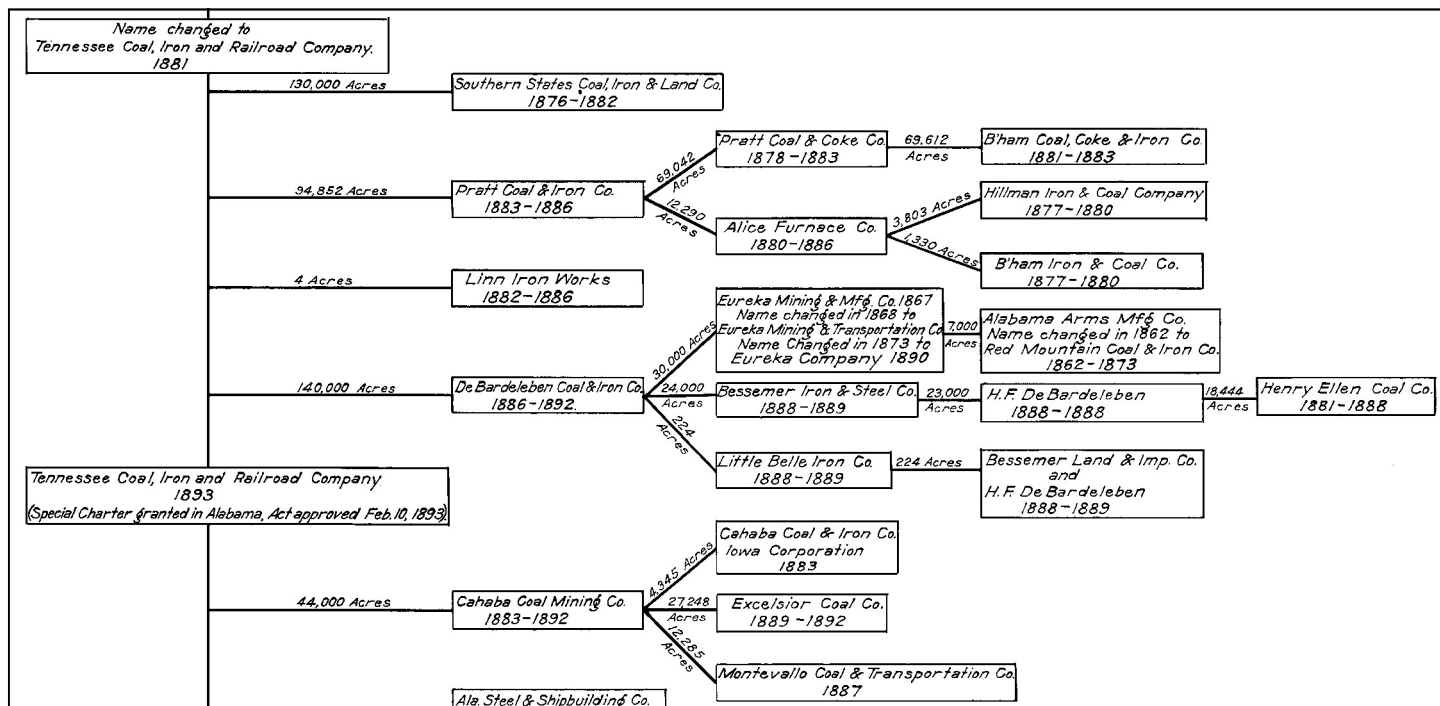 Name changed to
Tennessee Coal, Iron and Railroad Company.
1881
130,000 Acres
Southern States Coal, Iron & Land Co.
1876-1882
94,852 Acres
Pratt Coal & Iron Co.
1883-1886
69,042
Acres
Pratt Coal & Coke Co.
1878-1883
69,612
Acres
B'ham Coal, Coke & Iron Co.
1881-1883
12,290
Acres
Alice Furnace Co.
1880-1886
3,803 Acres
Hillman Iron & Coal Company
1877-1880
1,330 Acres
B'ham Iron & Coal Co.
1877-1880
4 Acres
Linn Iron Works
1882-1886
140,000 Acres
De Bardeleben Coal & Iron Co.
1886-1892.
30,000 Acres
Eureka Mining & Mfg. Co. 1867
Name changed in 1868 to
Eureka Mining & Transportation Co.
Name Changed in 1873 to
Eureka Company 1890
7,000
Acres
Alabama Arms Mfg Co.
Name changed in 1862 to
Red Mountain Coal & Iron Co.
1862-1873
24,000
Acres
Bessemer Iron & Steel Co.
1888-1889
23,000
Acres
H.F. De Bardeleben
1888-1888
18,444
Acres
Henry Ellen Coal Co.
1881-1888
224
Acres
Little Belle Iron Co.
1888-1889
224 Acres
Bessemer Land & Imp. Co.
and
H.F. De Bardeleben
1888-1889
Tennessee Coal, Iron and Railroad Company
1893
(Special Charter granted in Alabama, Act approved Feb. 10, 1893).
44,000 Acres
Cahaba Coal Mining Co.
1883-1892
4,345 Acres
Cahaba Coal & Iron Co.
Iowa Corporation
1883
27,248
Acres
Excelsior Coal Co.
1889-1892
12,285
Acres
Montevallo Coal & Transportation Co.
1887
Ala. Steel & Shipbuilding Co.